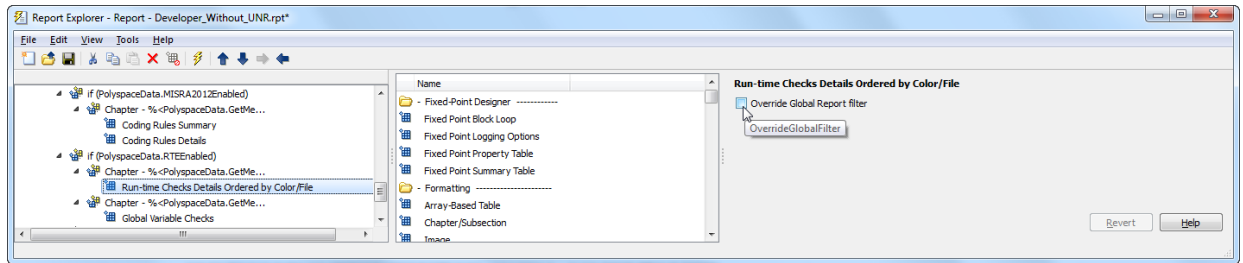 Report Explorer - Report - Developer_Without_UNR.rpt*
File Edit View Tools Help
if (PolyspaceData.MISRA2012Enabled)
Chapter - %<PolyspaceData.GetMe...
Coding Rules Summary
Coding Rules Details
if (PolyspaceData.RTEEnabled)
Chapter - %<PolyspaceData.GetMe...
Run-time Checks Details Ordered by Color/File
Chapter - %<PolyspaceData.GetMe...
Global Variable Checks
Name
- Fixed-Point Designer ------------
Fixed Point Block Loop
Fixed Point Logging Options
Fixed Point Property Table
Fixed Point Summary Table
- Formatting ----------------------
Array-Based Table
Chapter/Subsection
Image
Run-time Checks Details Ordered by Color/File
Override Global Report filter
OverrideGlobalFilter
Revert Help